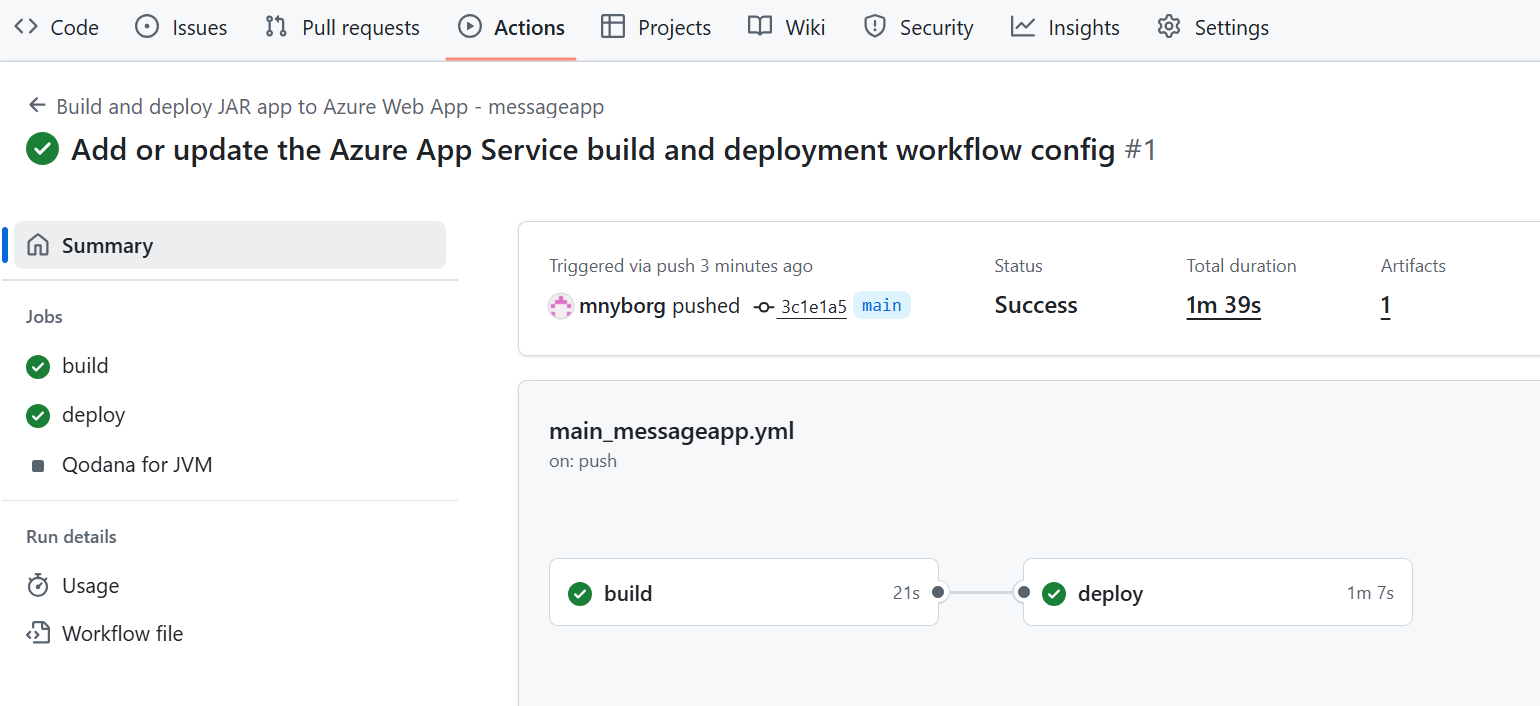 Code Issues Pull requests Actions Projects Wiki Security Insights Settings
Build and deploy JAR app to Azure Web App - messageapp
Add or update the Azure App Service build and deployment workflow config #1
Summary
Jobs
build
deploy
Qodana for JVM
Run details
Usage
Workflow file
Triggered via push 3 minutes ago
mnyborg pushed 3c1e1a5 main
Status
Success
Total duration
1m 39s
Artifacts
1
main_messageapp.yml
on: push
build 21s
deploy 1m 7s